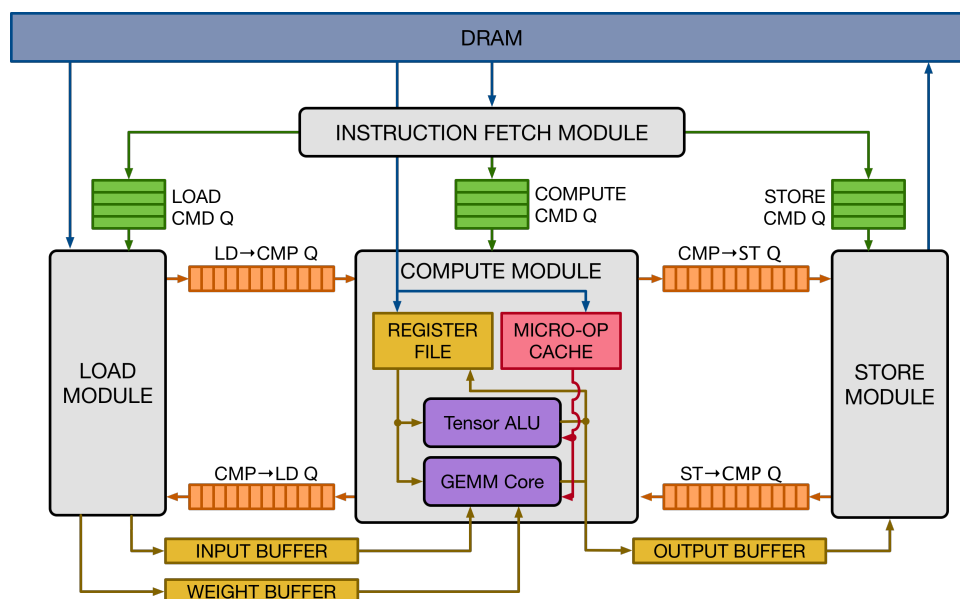 DRAM
INSTRUCTION FETCH MODULE
LOAD
CMD Q
COMPUTE
CMD Q
STORE
CMD Q
LD→CMP Q
COMPUTE MODULE
CMP→ST Q
REGISTER
FILE
MICRO-OP
CACHE
LOAD
MODULE
STORE
MODULE
Tensor ALU
CMP→LD Q
GEMM Core
ST→CMP Q
INPUT BUFFER
OUTPUT BUFFER
WEIGHT BUFFER